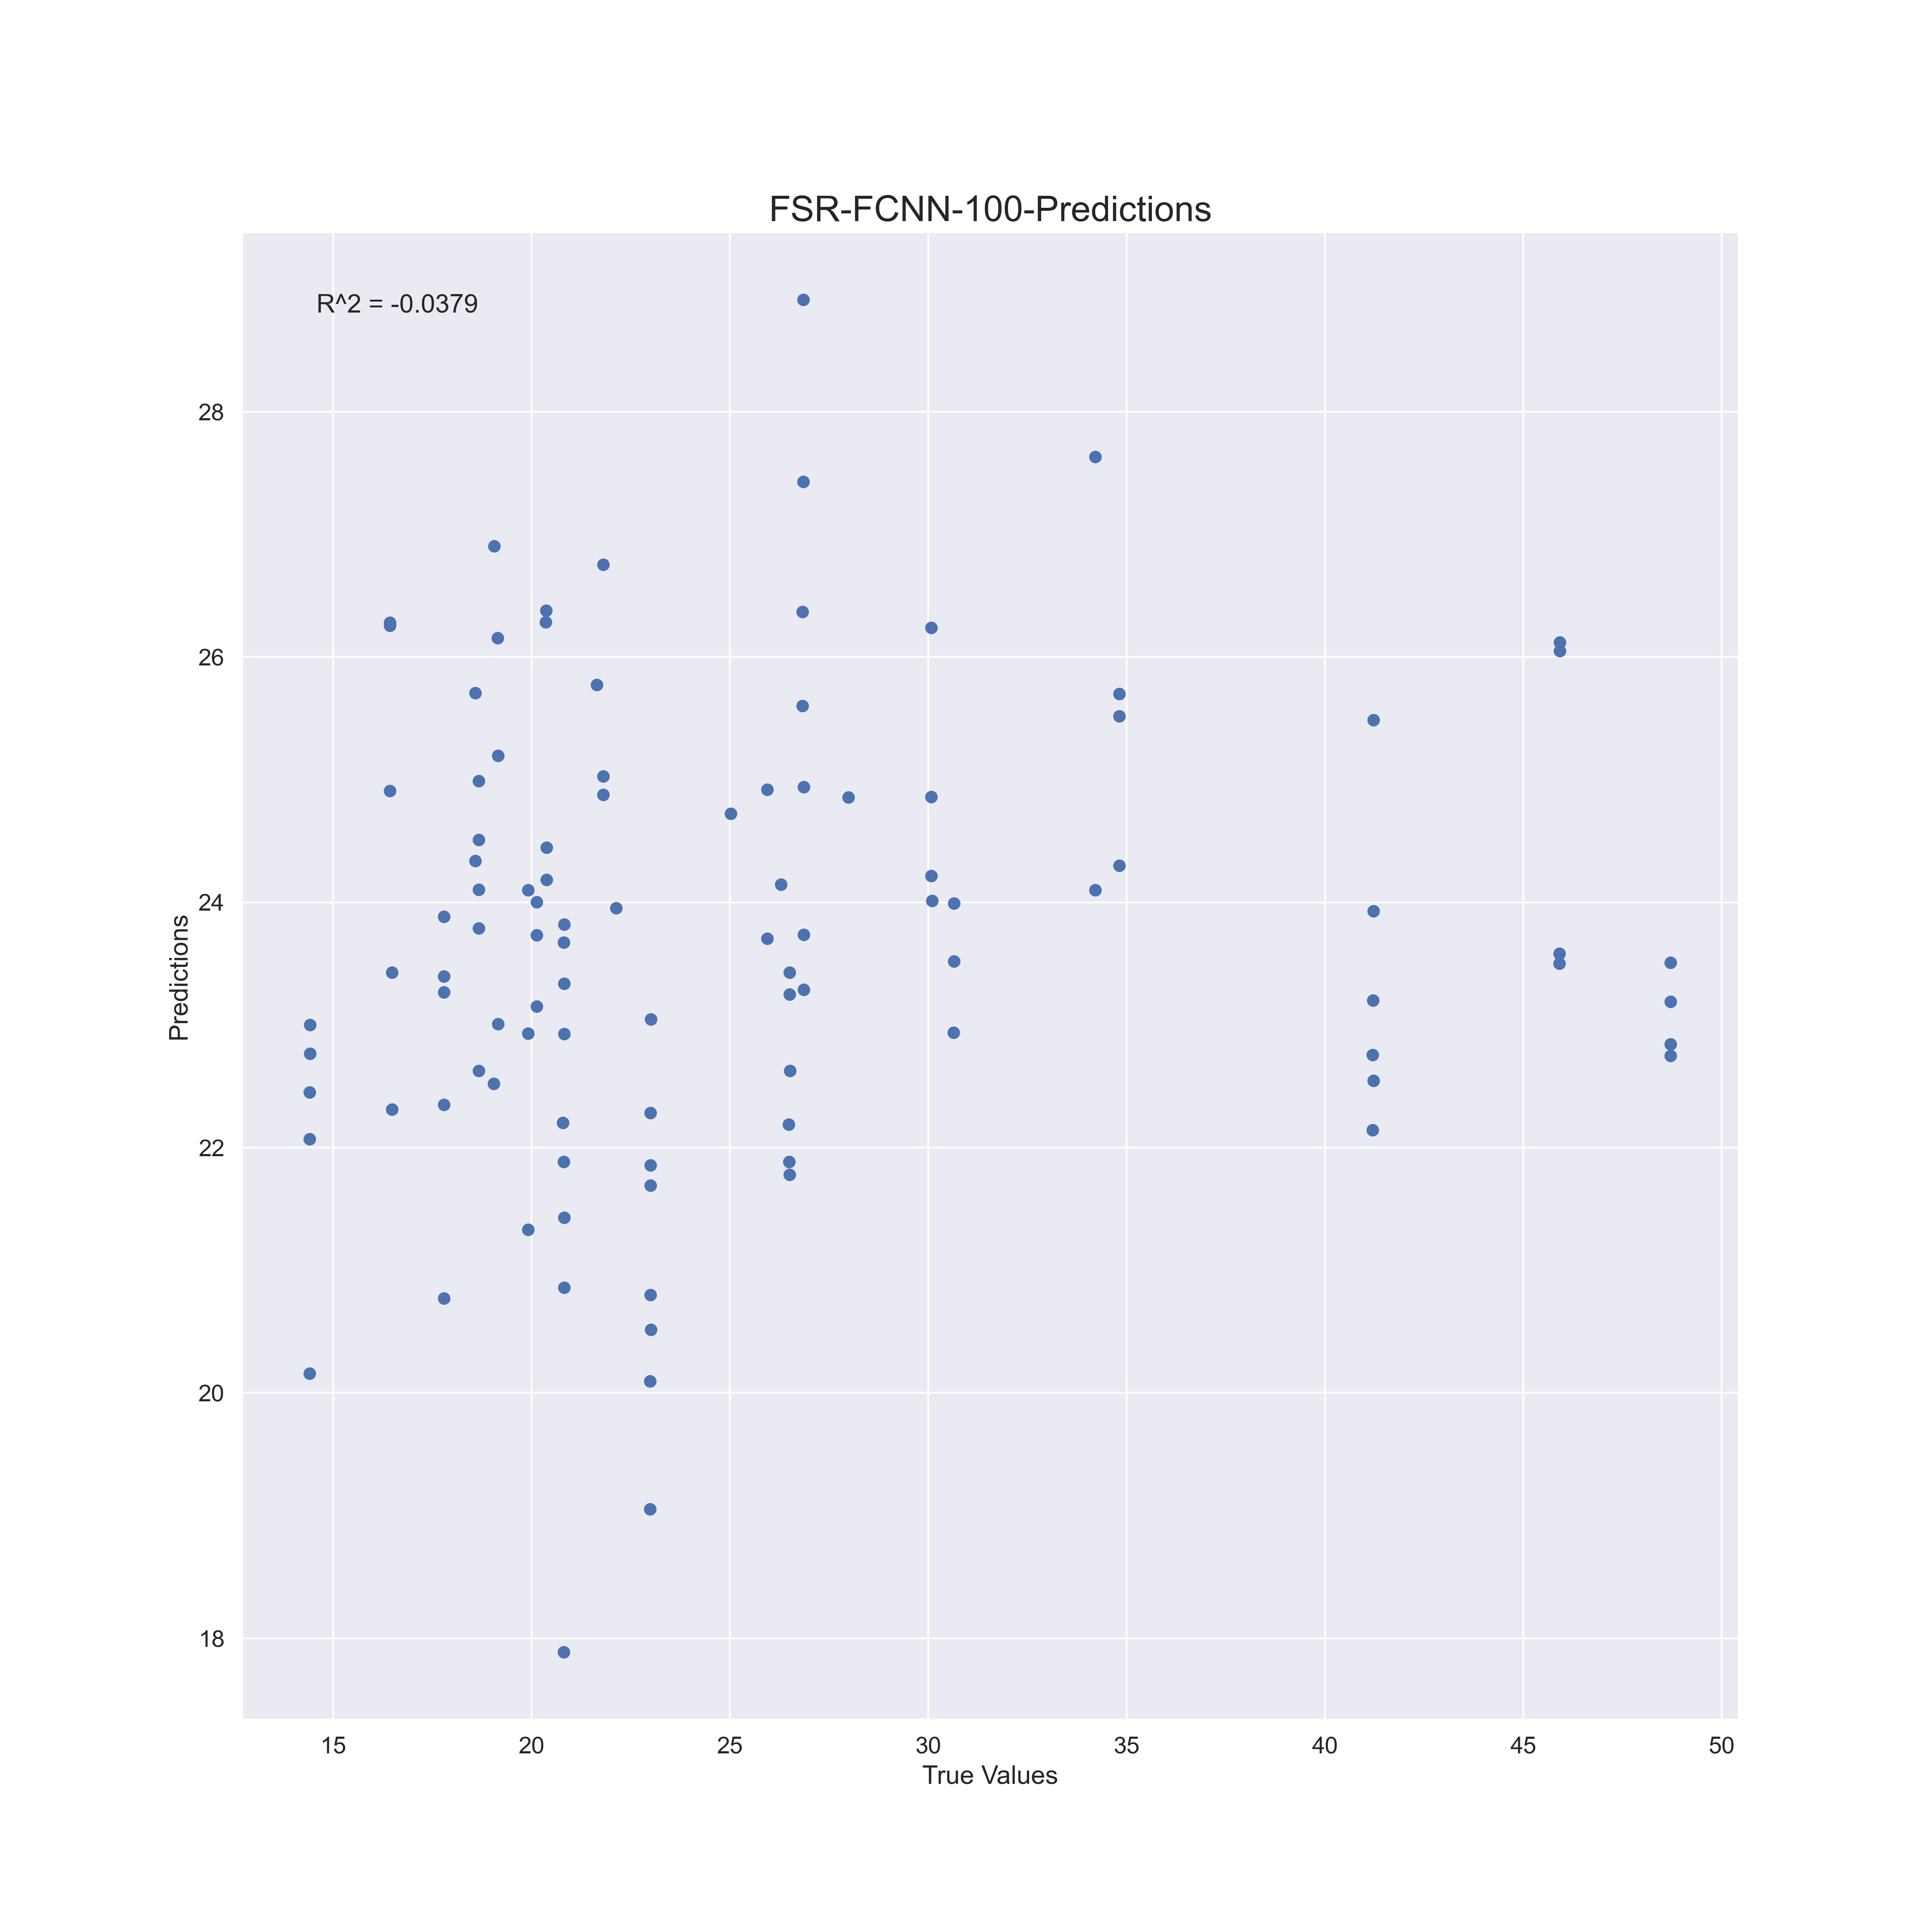 FSR-FCNN-100-Predictions
R^2 = -0.0379
28
26
24
22
20
18
Predictions
15 20 25 30 35 40 45 50
True Values